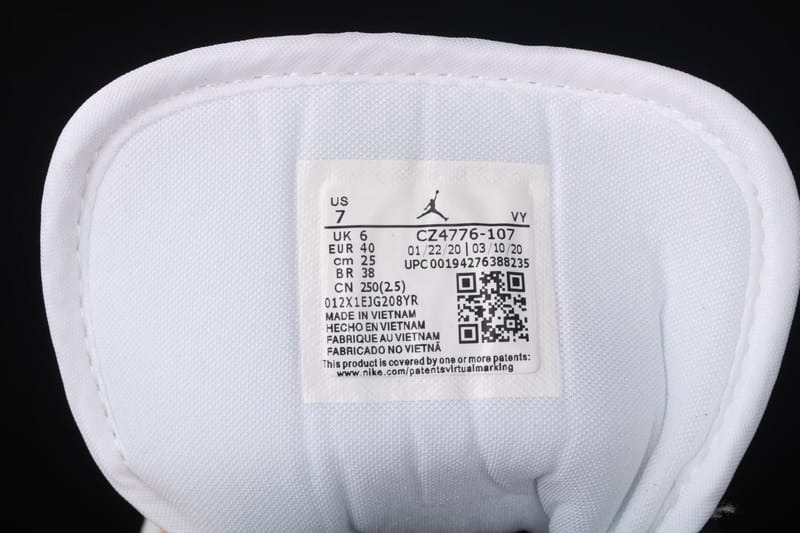 US
7 VY
UK 6 CZ4776-107
EUR 40 01/22/20 | 03/10/20
cm 25 UPC 00194276388235
BR 38
CN 250(2.5)
012X1EJG208YR
MADE IN VIETNAM
HECHO EN VIETNAM
FABRIQUE AU VIETNAM
FABRICADO NO VIETNÃ
This product is covered by one or more patents:
www.nike.com/patentsvirtualmarking